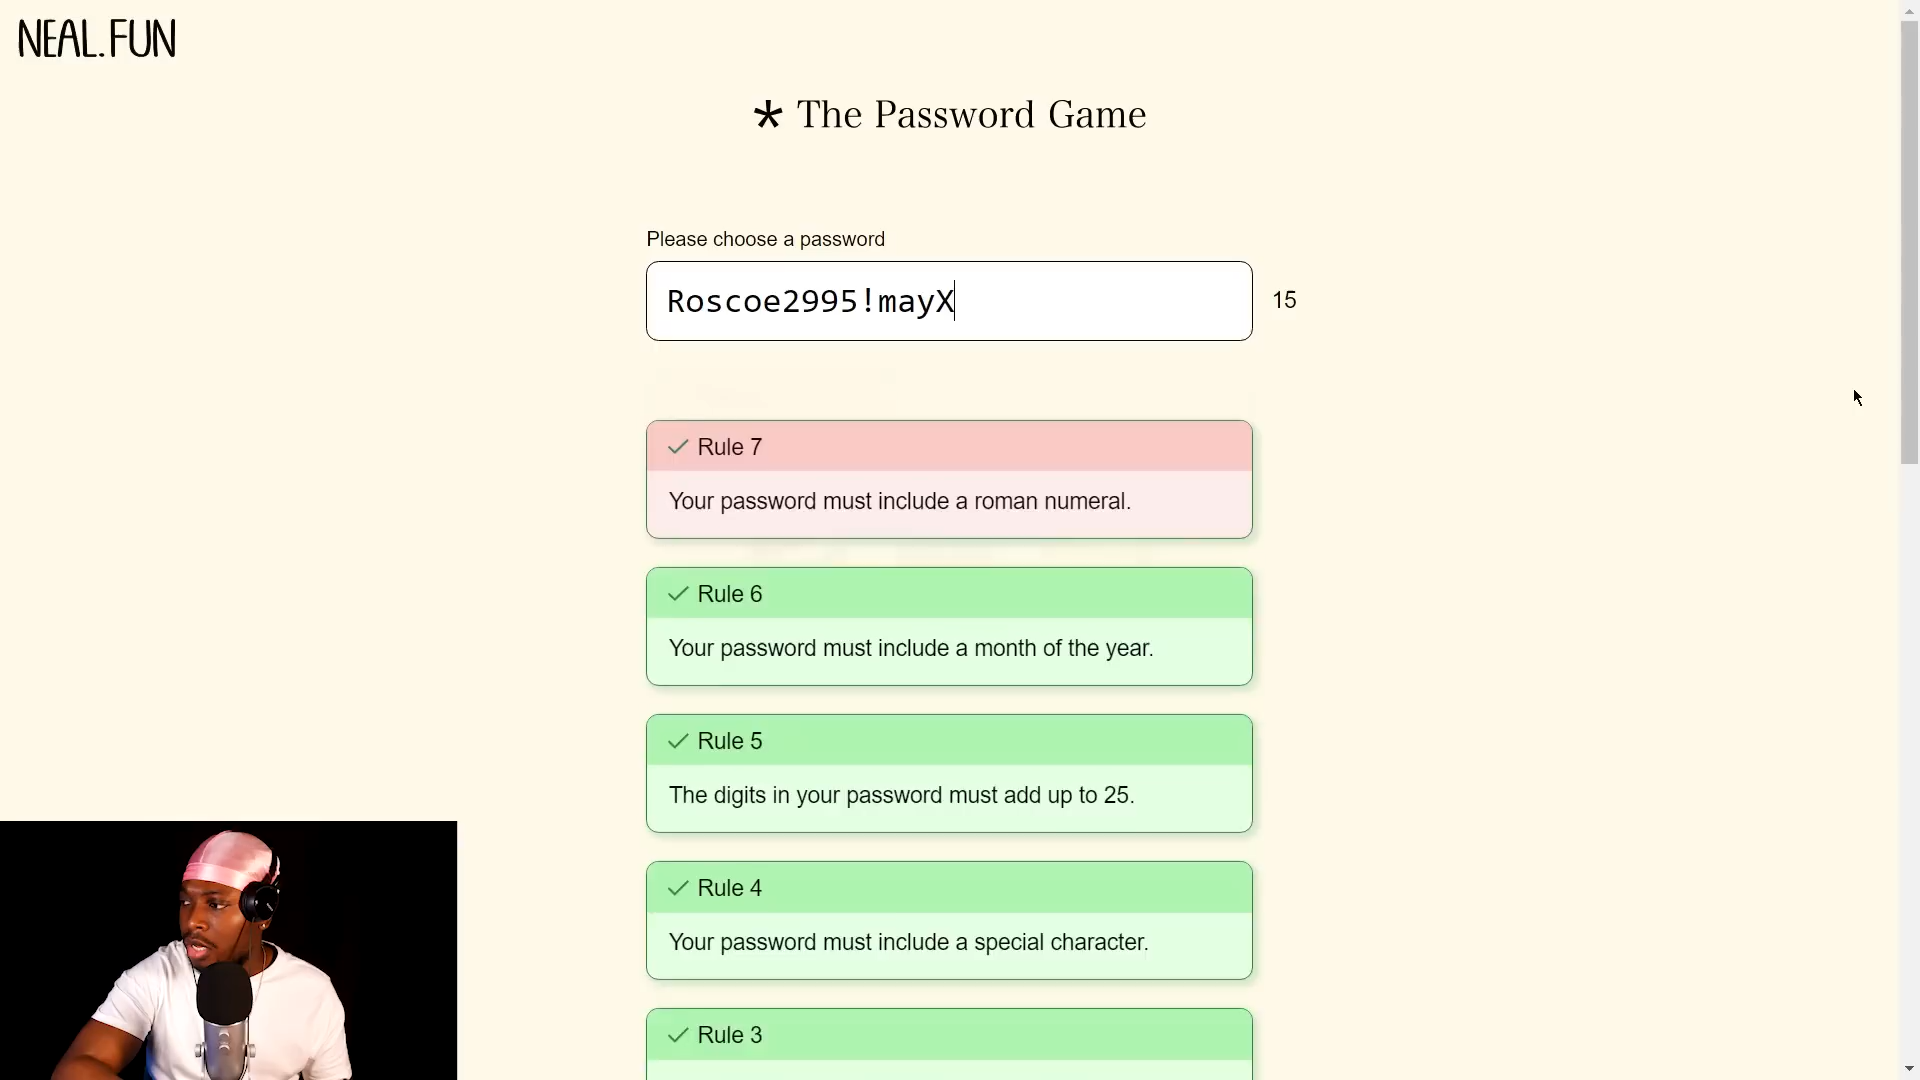 NEAL.FUN
* The Password Game
Please choose a password
Roscoe2995!mayX
15
Rule 7
Your password must include a roman numeral.
Rule 6
Your password must include a month of the year.
Rule 5
The digits in your password must add up to 25.
Rule 4
Your password must include a special character.
Rule 3